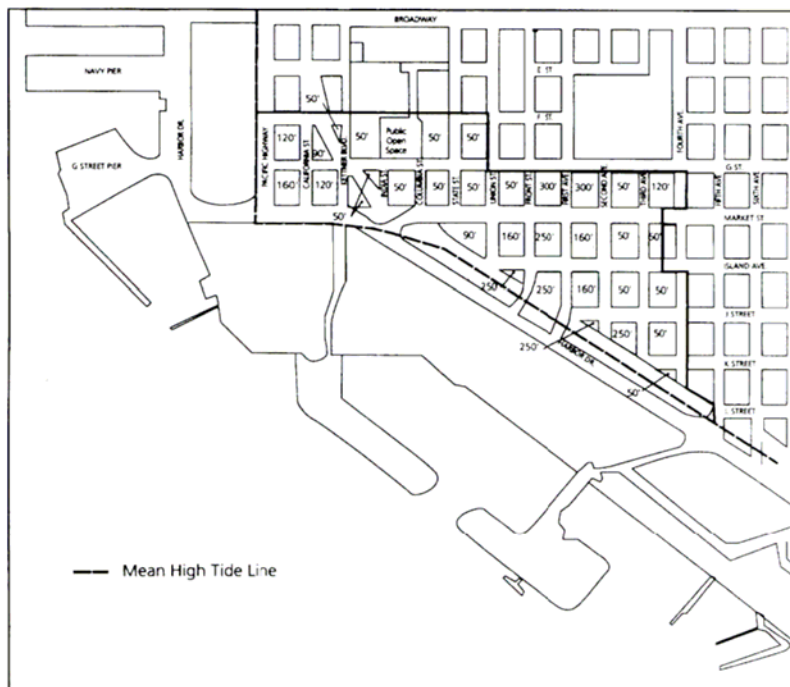 BROADWAY
E ST.
NAVY PIER
F ST.
50'
HARBOR DR.
PACIFIC HIGHWAY
120'
CALIFORNIA ST.
90'
KETTNER BLVD.
50'
Public
Open
Space
50'
50'
FOURTH AVE.
G STREET PIER
G ST.
160'
120'
INDIA ST.
50'
COLUMBIA ST.
50'
STATE ST.
50'
UNION ST.
50'
FRONT ST.
300'
FIRST AVE.
300'
SECOND AVE.
50'
THIRD AVE.
120'
FIFTH AVE.
SIXTH AVE.
50'
MARKET ST.
90'
160'
250'
160'
50'
ISLAND AVE.
250'
250'
160'
50'
50'
J STREET
250'
50'
250'
HARBOR DR.
K STREET
50'
L STREET
Mean High Tide Line